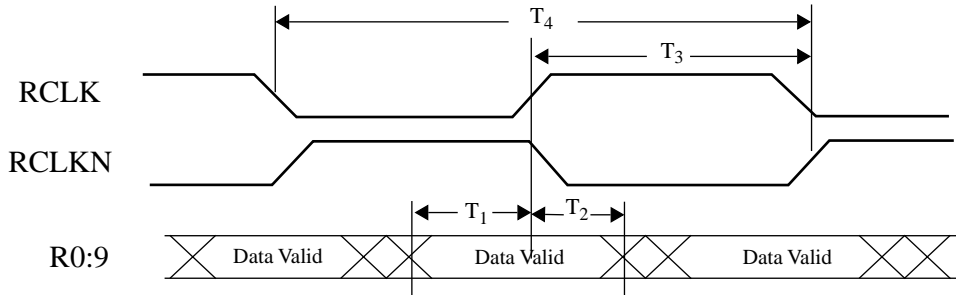 T4
T3
RCLK
RCLKN
T1 T2
R0:9 Data Valid Data Valid Data Valid